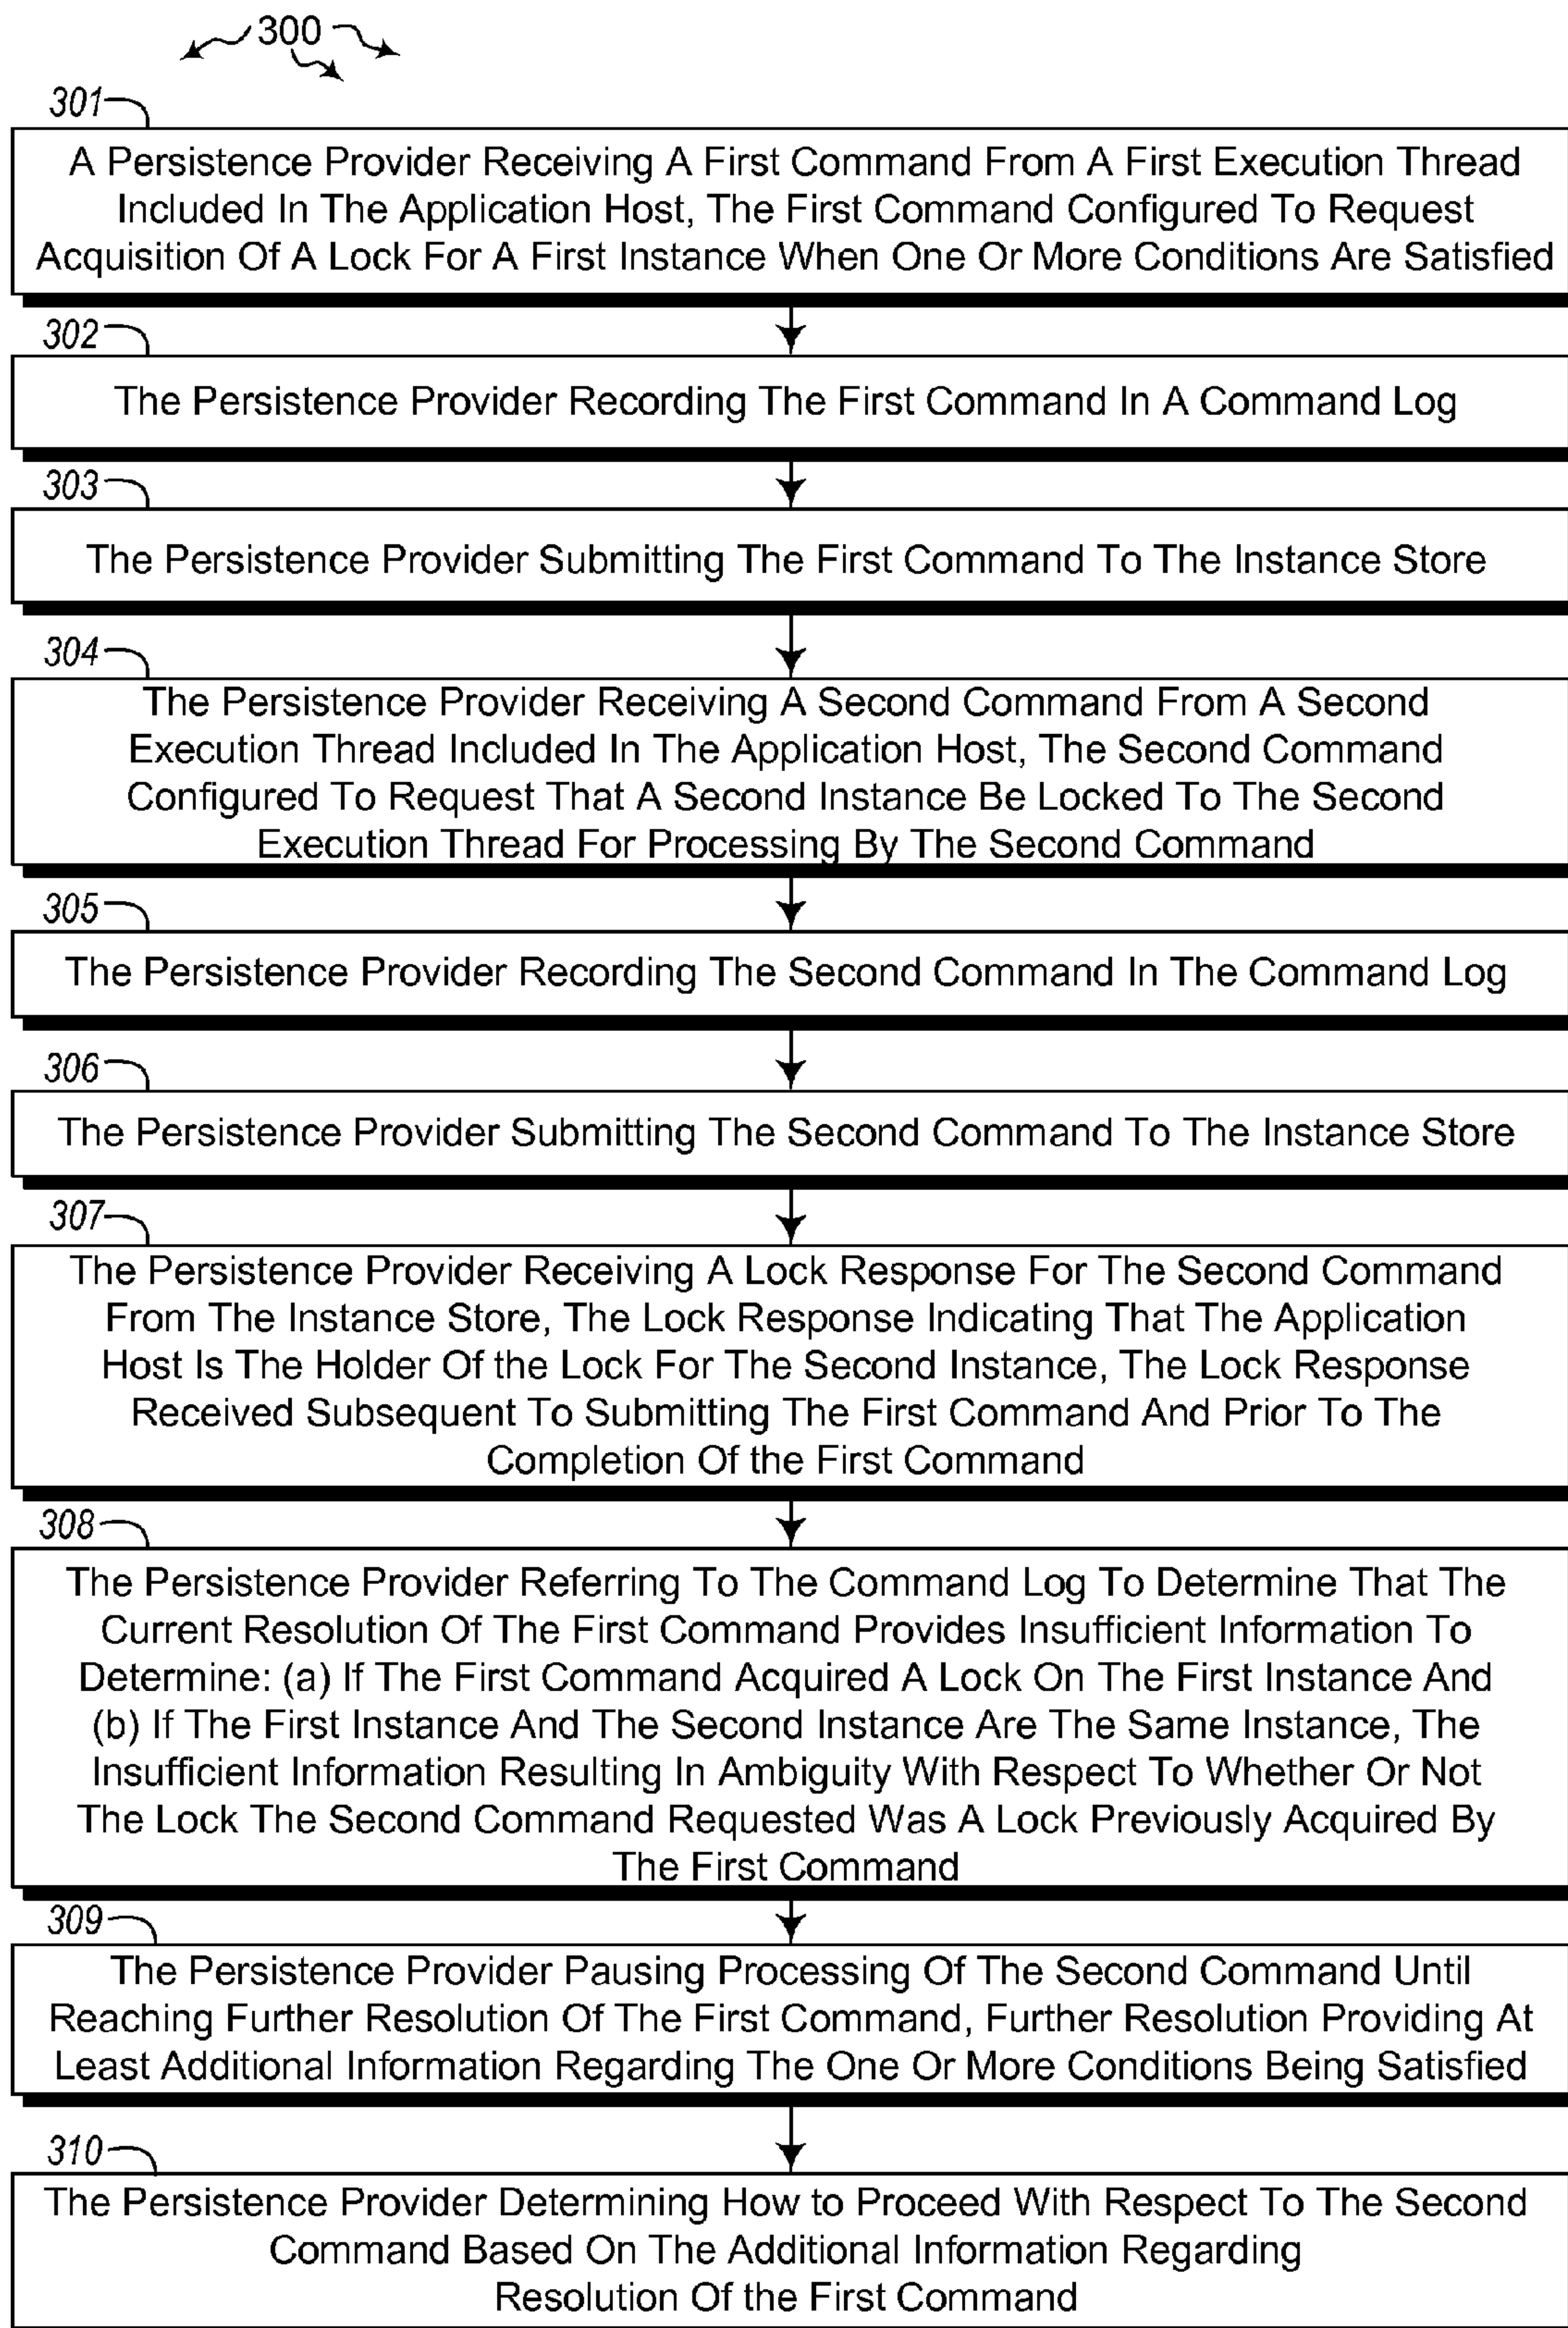 300
301
A Persistence Provider Receiving A First Command From A First Execution Thread
Included In The Application Host, The First Command Configured To Request
Acquisition Of A Lock For A First Instance When One Or More Conditions Are Satisfied
302
The Persistence Provider Recording The First Command In A Command Log
303
The Persistence Provider Submitting The First Command To The Instance Store
304
The Persistence Provider Receiving A Second Command From A Second
Execution Thread Included In The Application Host, The Second Command
Configured To Request That A Second Instance Be Locked To The Second
Execution Thread For Processing By The Second Command
305
The Persistence Provider Recording The Second Command In The Command Log
306
The Persistence Provider Submitting The Second Command To The Instance Store
307
The Persistence Provider Receiving A Lock Response For The Second Command
From The Instance Store, The Lock Response Indicating That The Application
Host Is The Holder Of the Lock For The Second Instance, The Lock Response
Received Subsequent To Submitting The First Command And Prior To The
Completion Of the First Command
308
The Persistence Provider Referring To The Command Log To Determine That The
Current Resolution Of The First Command Provides Insufficient Information To
Determine: (a) If The First Command Acquired A Lock On The First Instance And
(b) If The First Instance And The Second Instance Are The Same Instance, The
Insufficient Information Resulting In Ambiguity With Respect To Whether Or Not
The Lock The Second Command Requested Was A Lock Previously Acquired By
The First Command
309
The Persistence Provider Pausing Processing Of The Second Command Until
Reaching Further Resolution Of The First Command, Further Resolution Providing At
Least Additional Information Regarding The One Or More Conditions Being Satisfied
310
The Persistence Provider Determining How to Proceed With Respect To The Second
Command Based On The Additional Information Regarding
Resolution Of the First Command